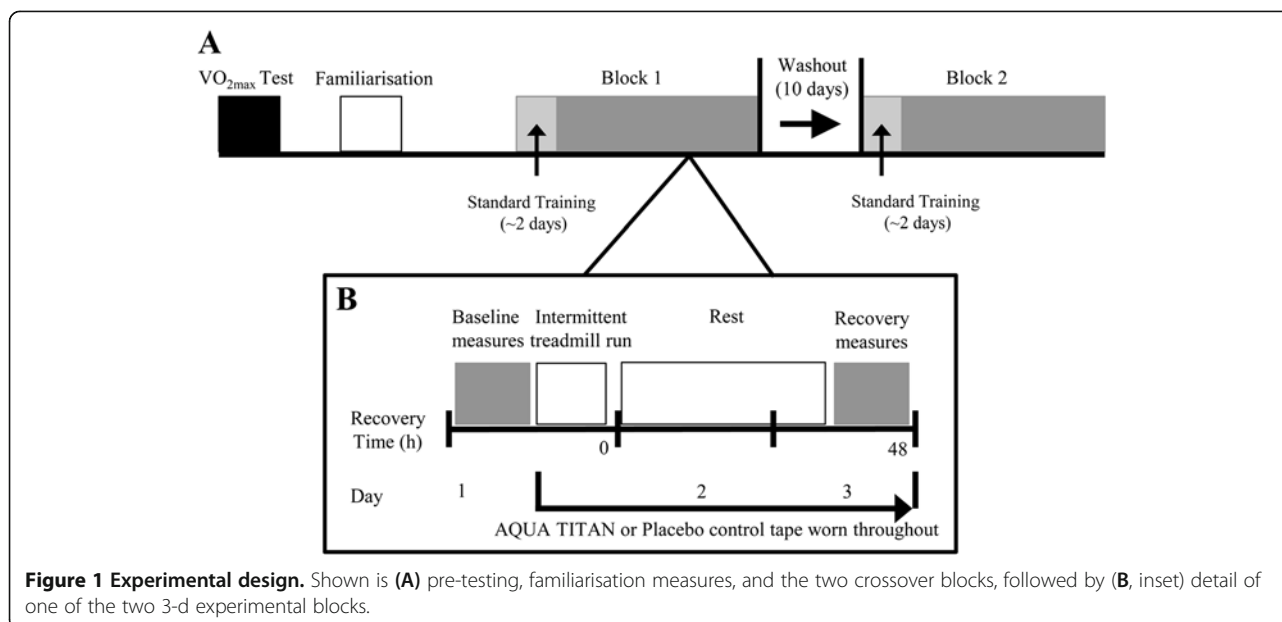 A
VO2max Test
Familiarisation
Block 1
Washout
(10 days)
Block 2
Standard Training
(~2 days)
Standard Training
(~2 days)
B
Baseline
measures
Intermittent
treadmill run
Rest
Recovery
measures
Recovery
Time (h)
0
48
Day
1
2
3
AQUA TITAN or Placebo control tape worn throughout
Figure 1 Experimental design. Shown is (A) pre-testing, familiarisation measures, and the two crossover blocks, followed by (B, inset) detail of
one of the two 3-d experimental blocks.